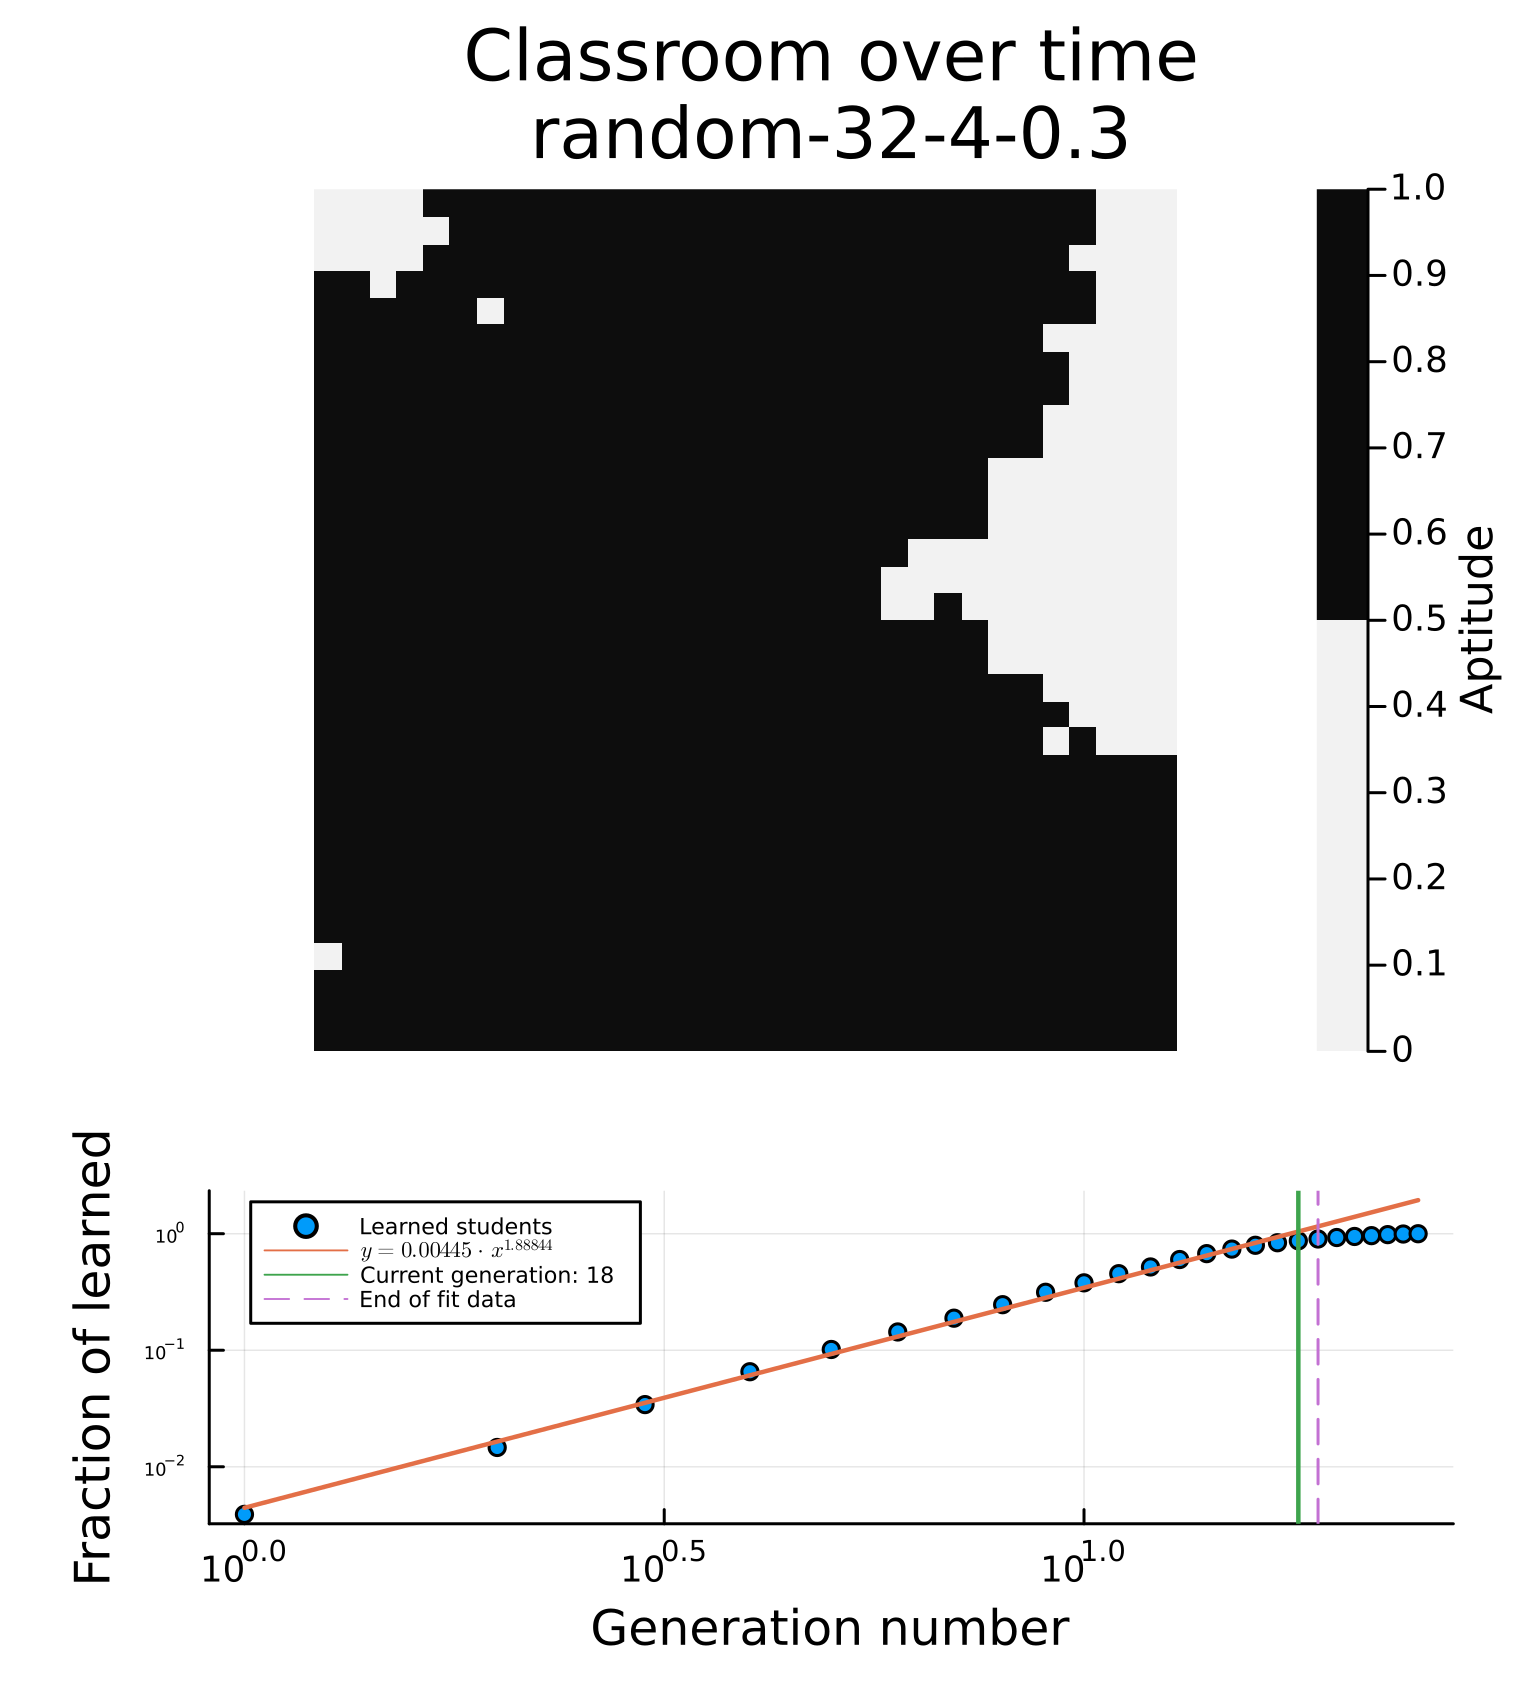 Classroom over time
random-32-4-0.3
1.0
0.9
0.8
0.7
0.6
0.5
0.4
0.3
0.2
0.1
0
Aptitude
Fraction of learned
10⁰
10⁻¹
10⁻²
Learned students
y = 0.00445 · x^1.88844
Current generation: 18
End of fit data
10^0.0
10^0.5
10^1.0
Generation number